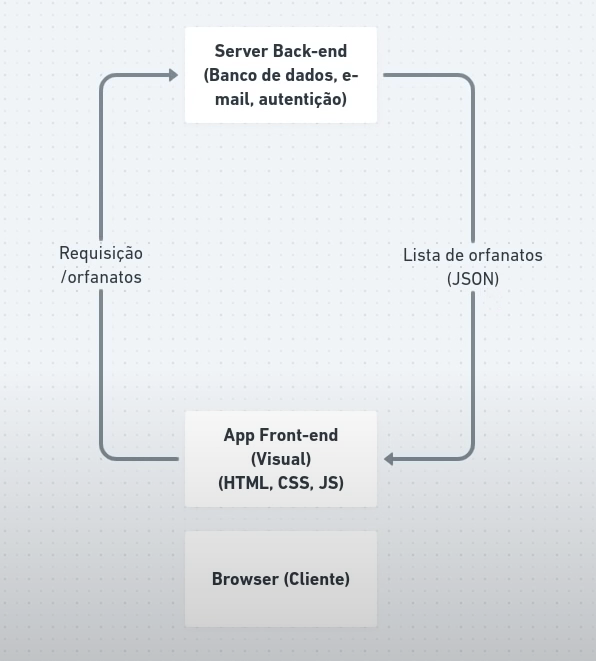 Server Back-end
(Banco de dados, e-
mail, autentição)
Requisição
/orfanatos
Lista de orfanatos
(JSON)
App Front-end
(Visual)
(HTML, CSS, JS)
Browser (Cliente)